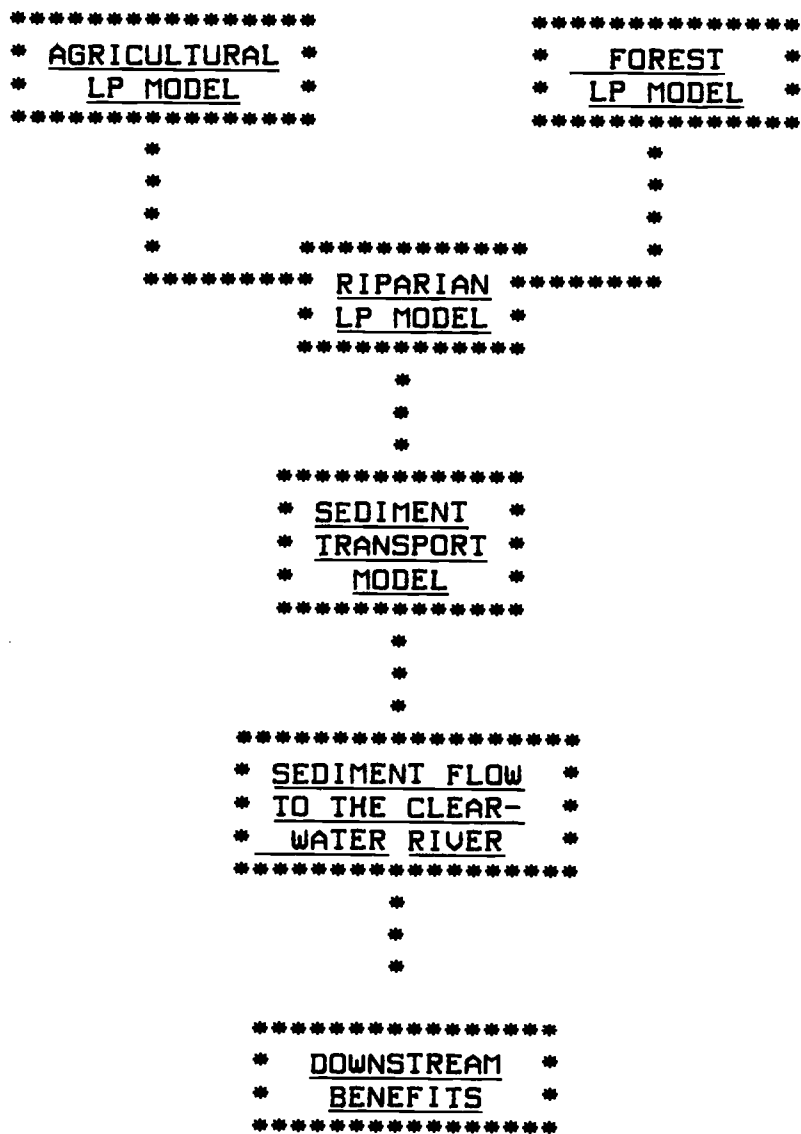 AGRICULTURAL
LP MODEL
FOREST
LP MODEL
RIPARIAN
LP MODEL
SEDIMENT
TRANSPORT
MODEL
SEDIMENT FLOW
TO THE CLEAR-
WATER RIVER
DOWNSTREAM
BENEFITS